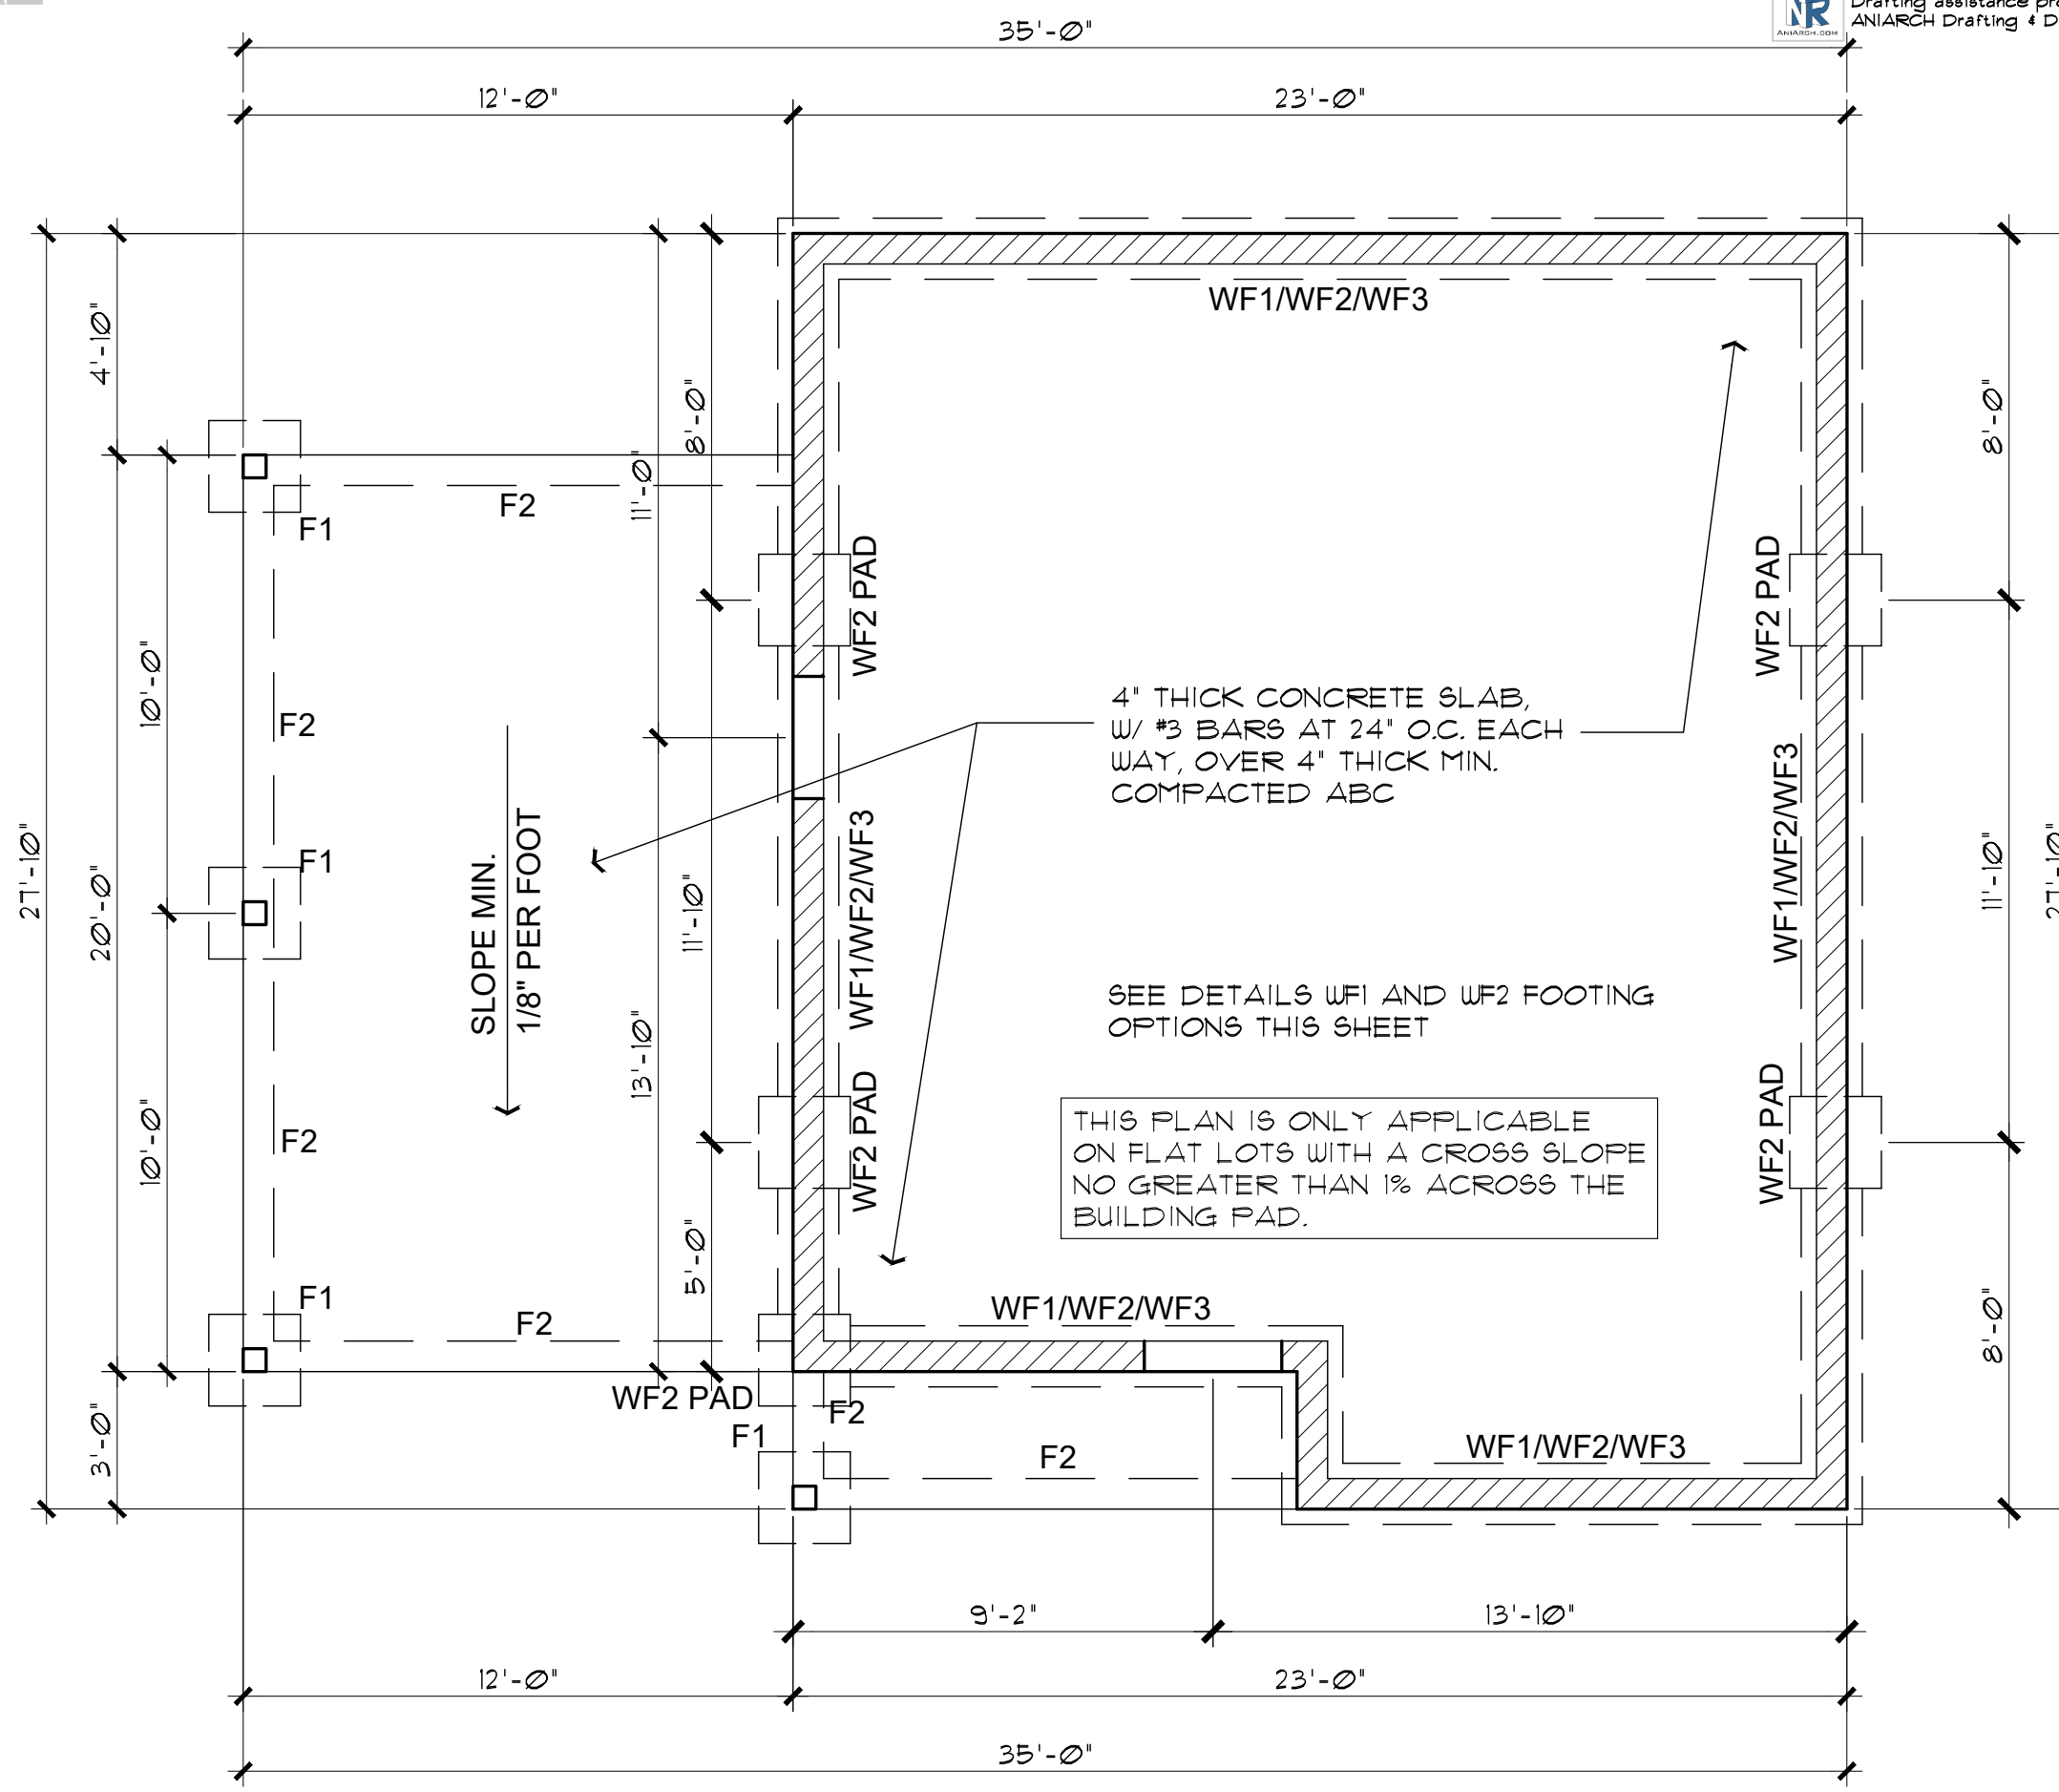 Drafting assistance pro
ANIARCH Drafting & D
NR
ANIARCH.COM
35'-0"
12'-0"
23'-0"
4'-10"
8'-0"
11'-0"
8'-0"
WF1/WF2/WF3
F2
F1
WF2 PAD
WF2 PAD
10'-0"
F2
4" THICK CONCRETE SLAB,
W/ #3 BARS AT 24" O.C. EACH
WAY, OVER 4" THICK MIN.
COMPACTED ABC
27'-10"
20'-0"
F1
SLOPE MIN.
1/8" PER FOOT
11'-10"
WF1/WF2/WF3
WF1/WF2/WF3
11'-10"
27'-10"
13'-10"
SEE DETAILS WF1 AND WF2 FOOTING
OPTIONS THIS SHEET
10'-0"
F2
WF2 PAD
THIS PLAN IS ONLY APPLICABLE
ON FLAT LOTS WITH A CROSS SLOPE
NO GREATER THAN 1% ACROSS THE
BUILDING PAD.
WF2 PAD
5'-0"
8'-0"
F1
F2
WF1/WF2/WF3
WF2 PAD
F2
F1
3'-0"
F2
WF1/WF2/WF3
9'-2"
13'-10"
12'-0"
23'-0"
35'-0"